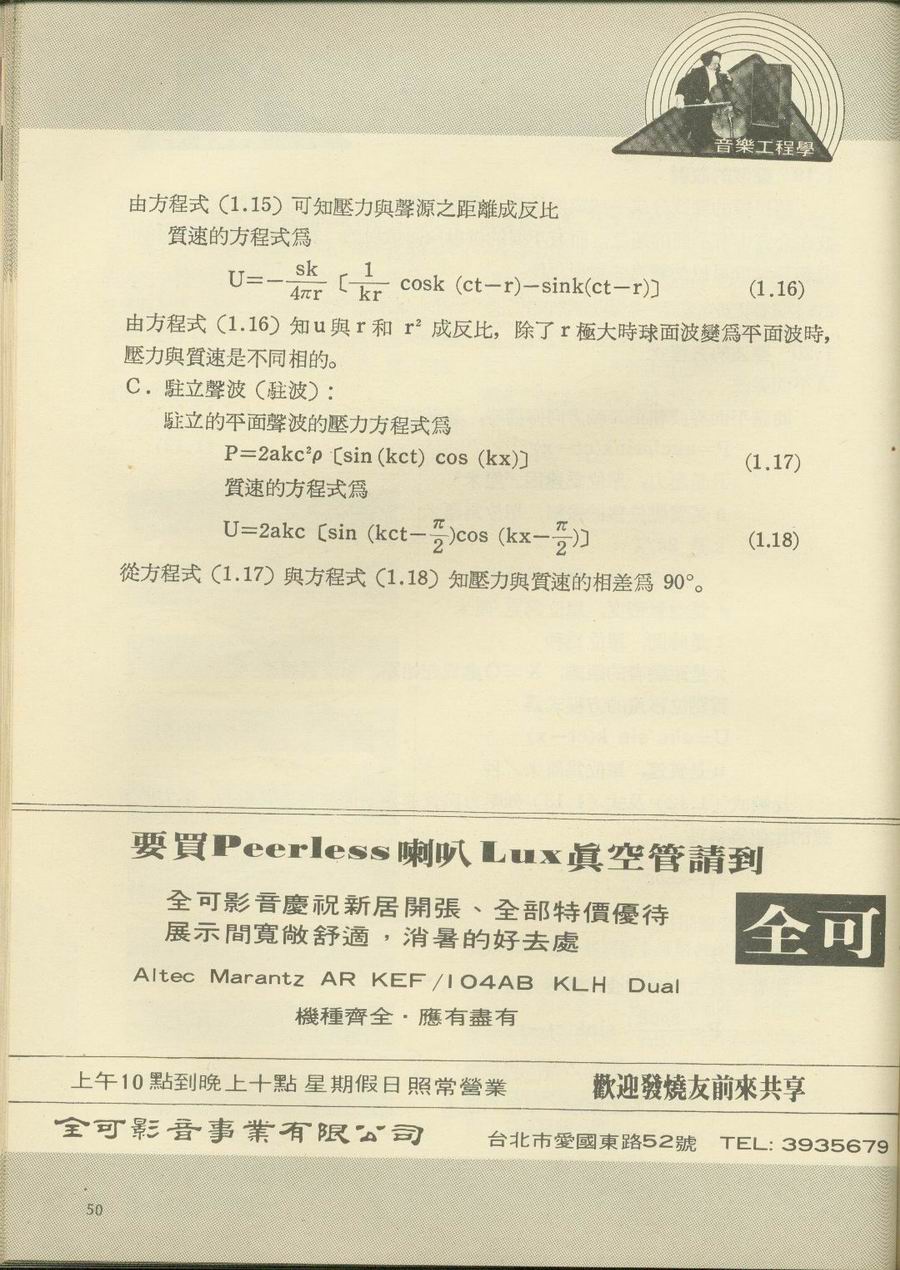 音樂工程學
由方程式（1.15）可知壓力與聲源之距離成反比
質速的方程式爲
U=−sk/4πr〔1/kr cosk (ct−r)−sink(ct−r)〕 (1.16)
由方程式（1.16）知u與r和 r² 成反比，除了r極大時球面波變爲平面波時，
壓力與質速是不同相的。
C．駐立聲波（駐波）：
駐立的平面聲波的壓力方程式爲
P=2akc²ρ〔sin(kct) cos (kx)〕 (1.17)
質速的方程式爲
U=2akc〔sin (kct−π/2)cos (kx−π/2)〕 (1.18)
從方程式（1.17）與方程式（1.18）知壓力與質速的相差爲 90°。
要買Peerless喇叭Lux眞空管請到
全可影音慶祝新居開張、全部特價優待
展示間寬敞舒適，消暑的好去處
全可
Altec Marantz AR KEF/104AB KLH Dual
機種齊全·應有盡有
上午10點到晚上十點 星期假日照常營業 歡迎發燒友前來共享
全可影音事業有限公司 台北市愛國東路52號 TEL: 3935679
50